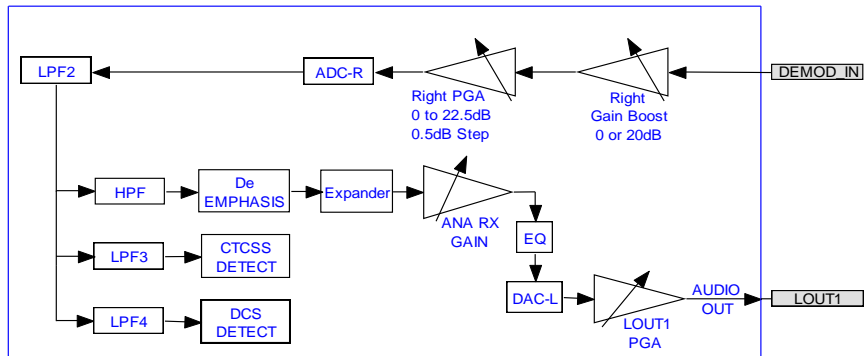 LPF2
ADC-R
DEMOD_IN
Right PGA
0 to 22.5dB
0.5dB Step
Right
Gain Boost
0 or 20dB
HPF
De
EMPHASIS
Expander
ANA RX
GAIN
EQ
LPF3
CTCSS
DETECT
LPF4
DCS
DETECT
DAC-L
LOUT1
PGA
AUDIO
OUT
LOUT1